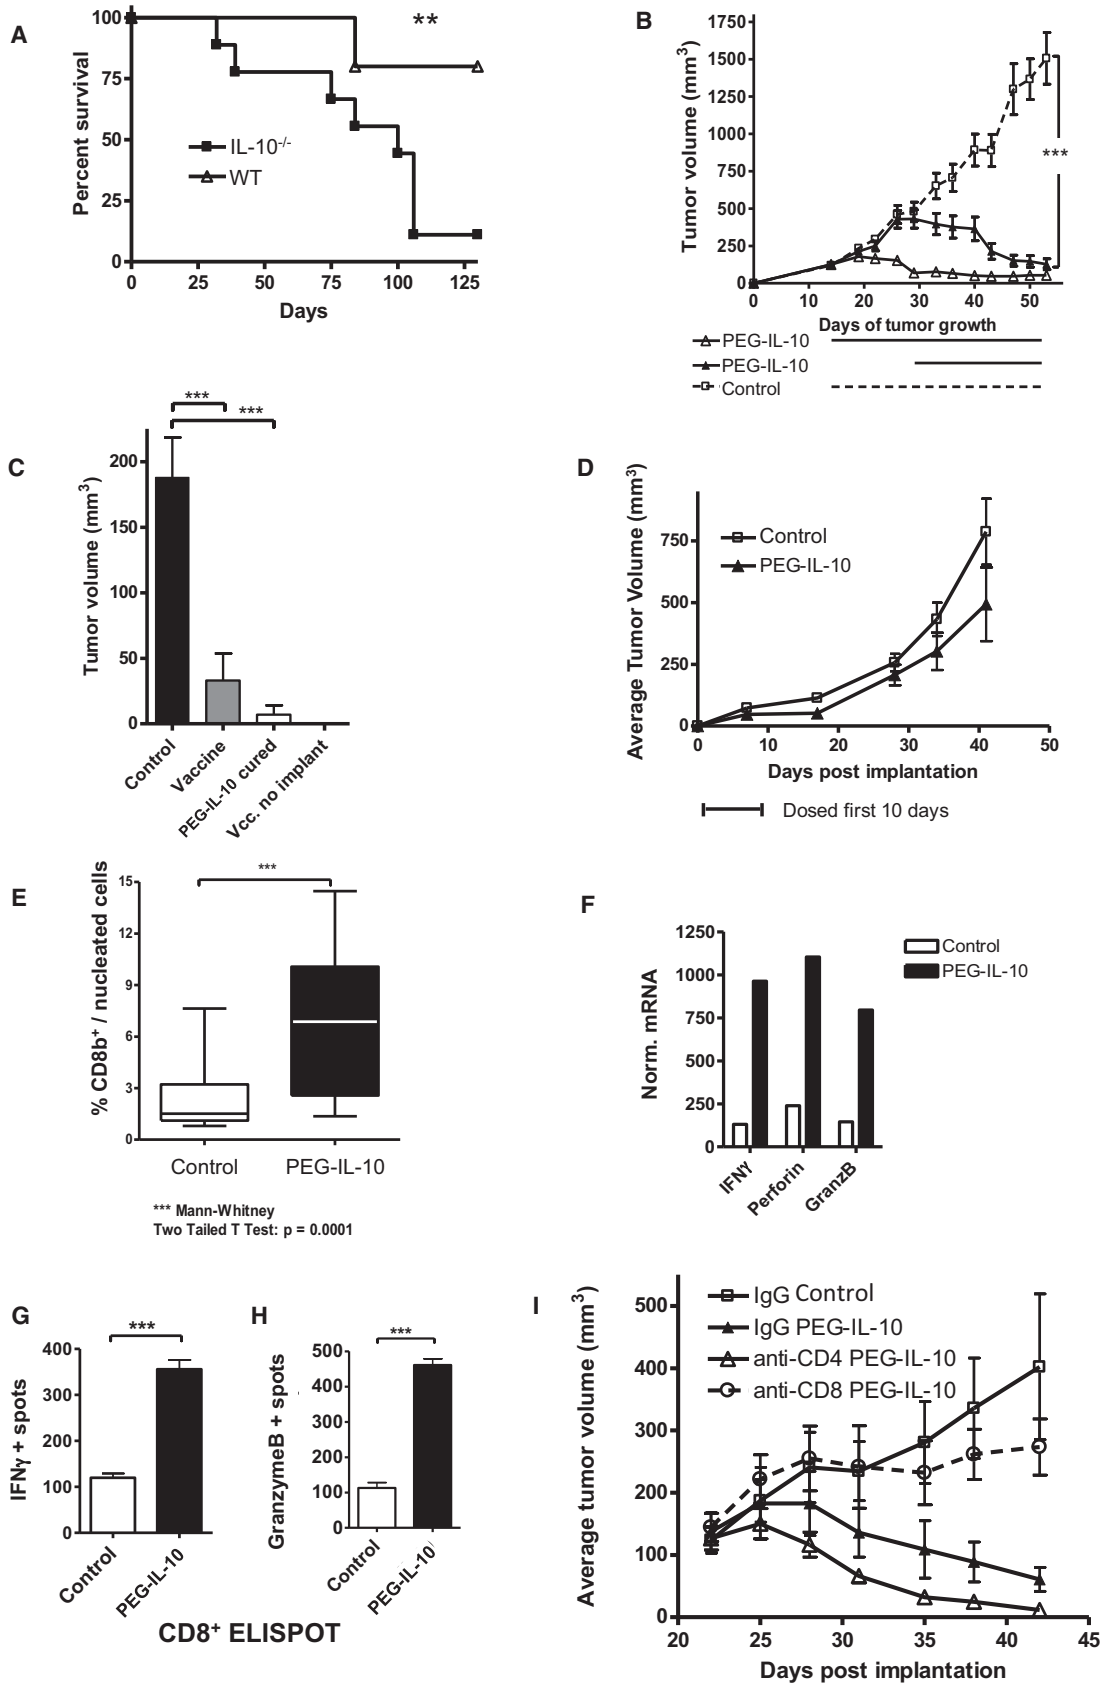 A
Percent survival
100
75
50
25
0
**
IL-10-/-
WT
0 25 50 75 100 125
Days
B
Tumor volume (mm3)
1750
1500
1250
1000
750
500
250
0
***
0 10 20 30 40 50
Days of tumor growth
PEG-IL-10
PEG-IL-10
Control
C
Tumor volume (mm3)
***
***
200
150
100
50
0
Control
Vaccine
PEG-IL-10 cured
Vcc. no implant
D
Average Tumor Volume (mm3)
Control
PEG-IL-10
750
500
250
0
0 10 20 30 40 50
Days post implantation
Dosed first 10 days
E
% CD8b+ / nucleated cells
***
15
12
9
6
3
0
Control PEG-IL-10
*** Mann-Whitney
Two Tailed T Test: p = 0.0001
F
Norm. mRNA
1250
1000
750
500
250
0
Control
PEG-IL-10
IFNγ
Perforin
GranzB
G
IFNγ + spots
***
400
300
200
100
0
Control
PEG-IL-10
H
GranzymeB + spots
***
500
400
300
200
100
0
Control
PEG-IL-10
CD8+ ELISPOT
I
Average tumor volume (mm3)
IgG Control
IgG PEG-IL-10
anti-CD4 PEG-IL-10
anti-CD8 PEG-IL-10
500
400
300
200
100
0
20 25 30 35 40 45
Days post implantation